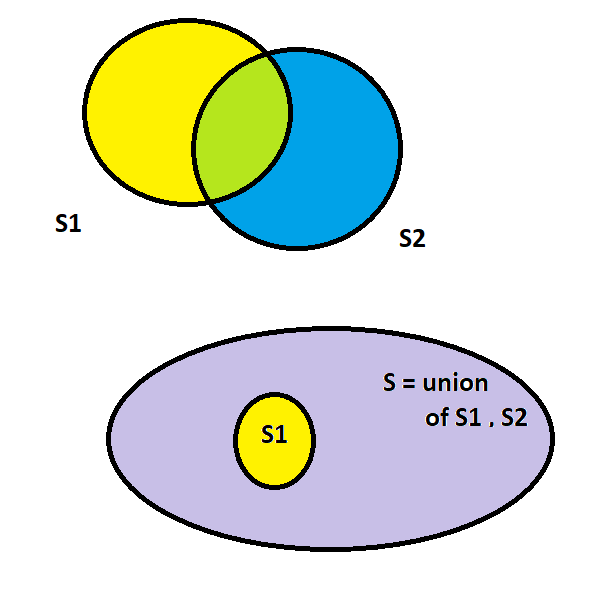 S1
S2
S = union
of S1 , S2
S1